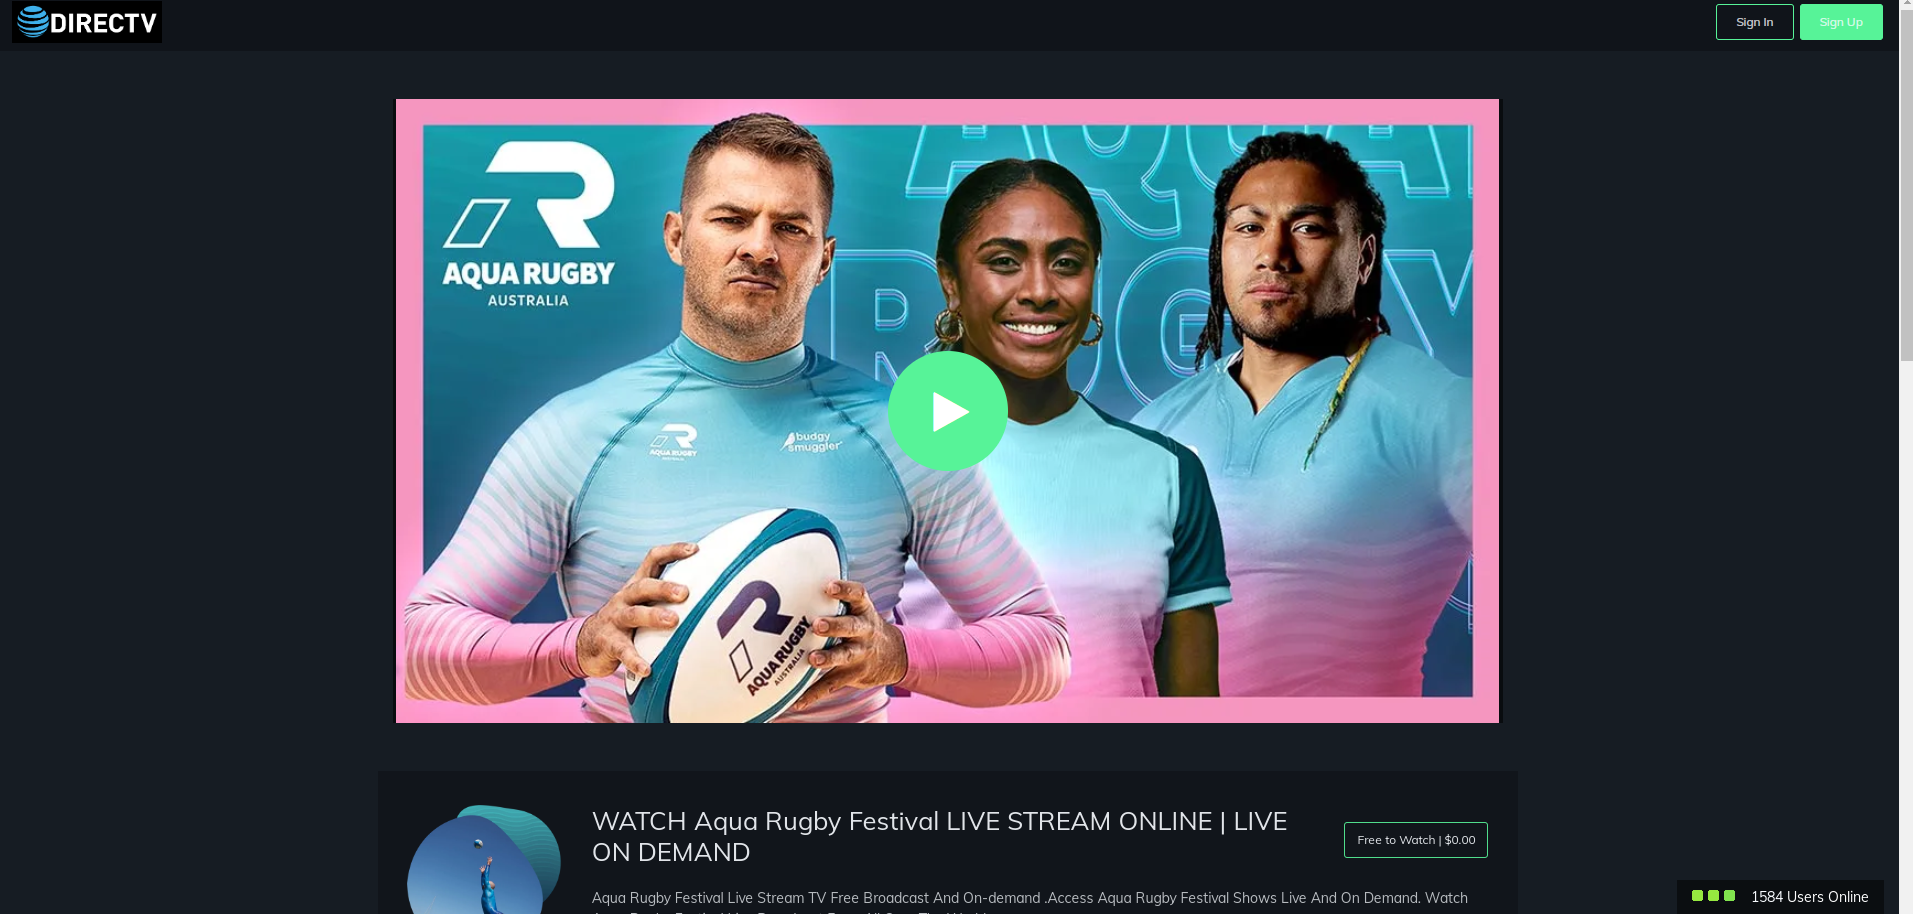 DIRECTV
Sign In
Sign Up
AQUA
RUGBY
AQUA RUGBY
AUSTRALIA
AQUA RUGBY
AUSTRALIA
budgy
smuggler
AQUA RUGBY
AUSTRALIA
WATCH Aqua Rugby Festival LIVE STREAM ONLINE | LIVE
ON DEMAND
Free to Watch | $0.00
Aqua Rugby Festival Live Stream TV Free Broadcast And On-demand .Access Aqua Rugby Festival Shows Live And On Demand. Watch
1584 Users Online